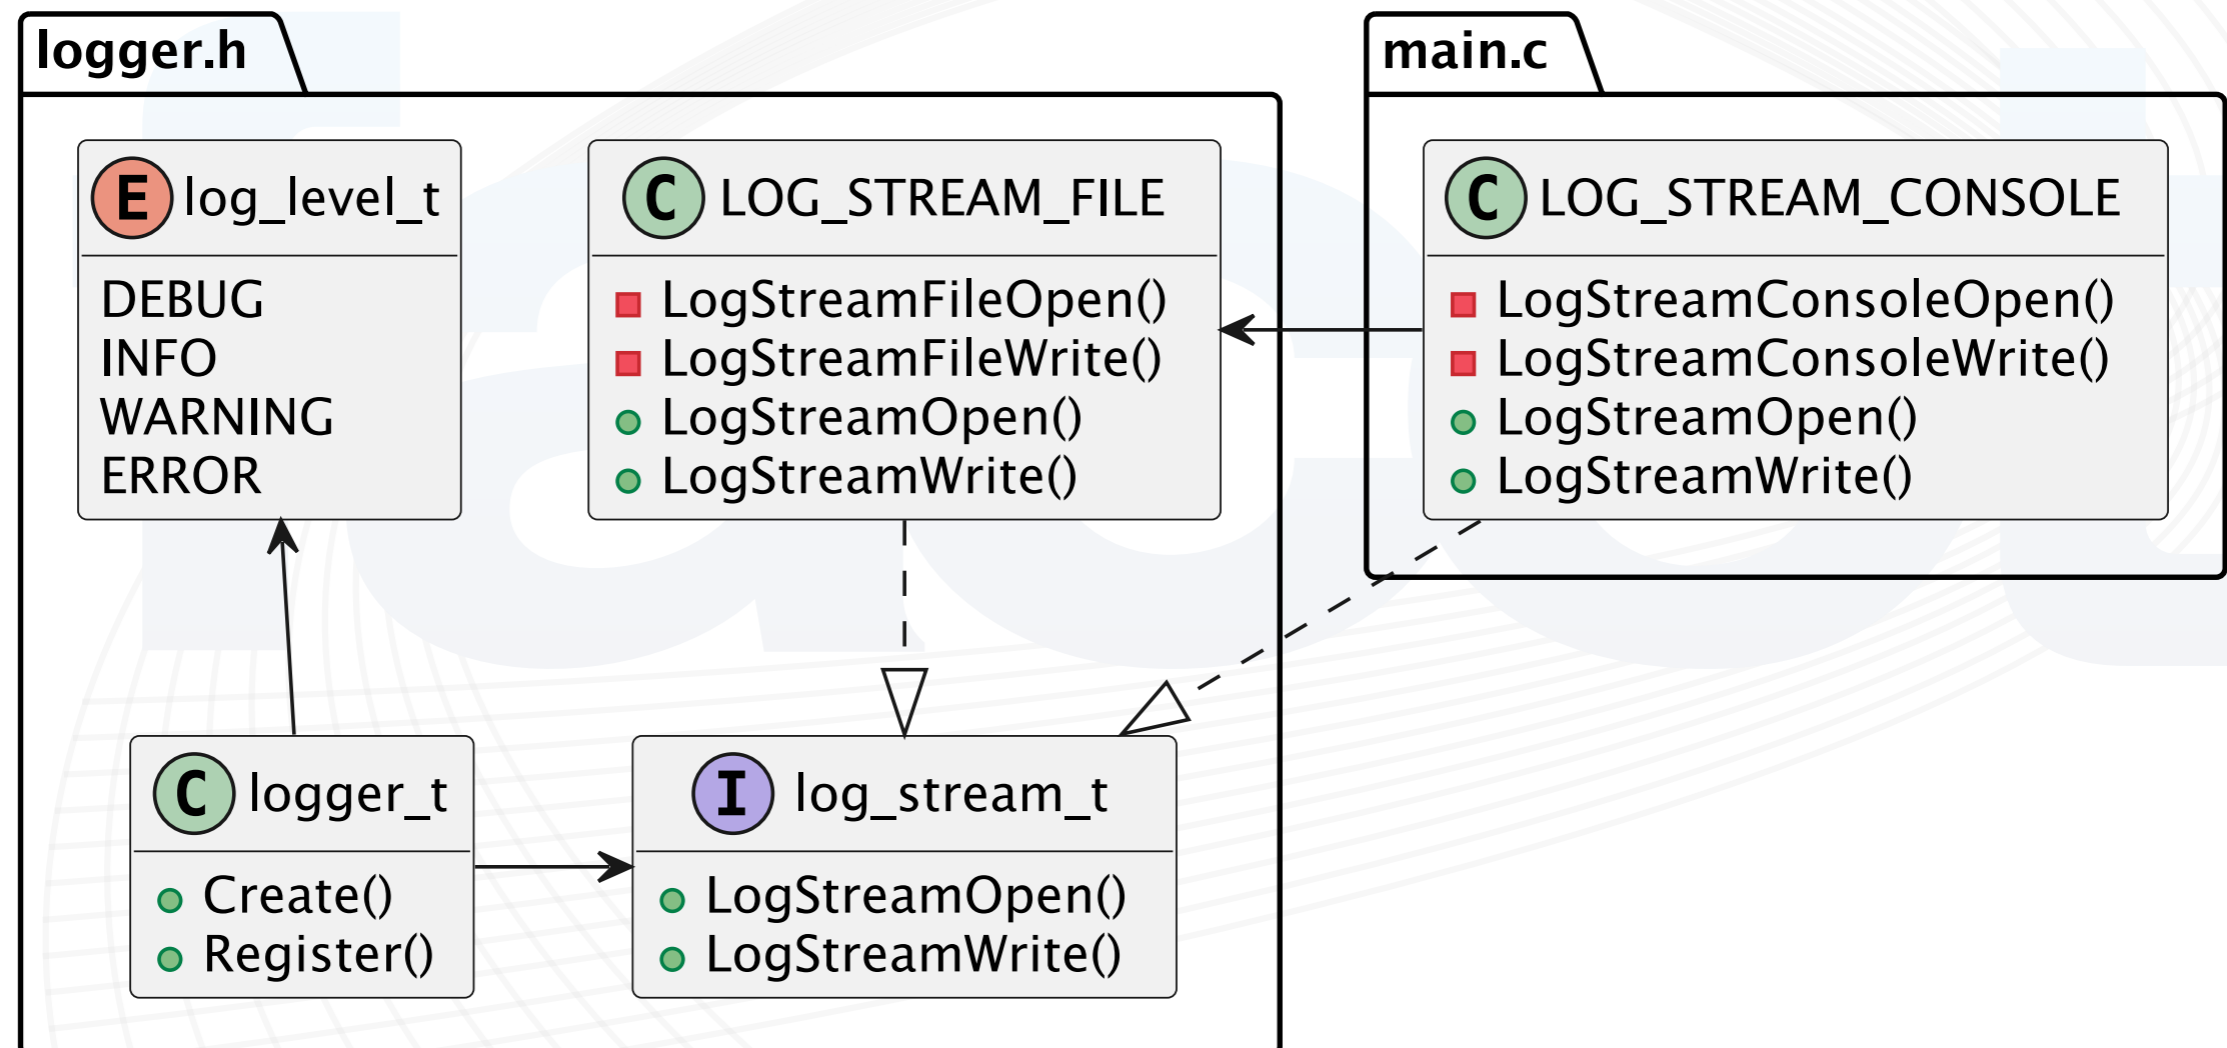 logger.h
main.c
E log_level_t
DEBUG
INFO
WARNING
ERROR
C LOG_STREAM_FILE
LogStreamFileOpen()
LogStreamFileWrite()
LogStreamOpen()
LogStreamWrite()
C LOG_STREAM_CONSOLE
LogStreamConsoleOpen()
LogStreamConsoleWrite()
LogStreamOpen()
LogStreamWrite()
C logger_t
Create()
Register()
I log_stream_t
LogStreamOpen()
LogStreamWrite()